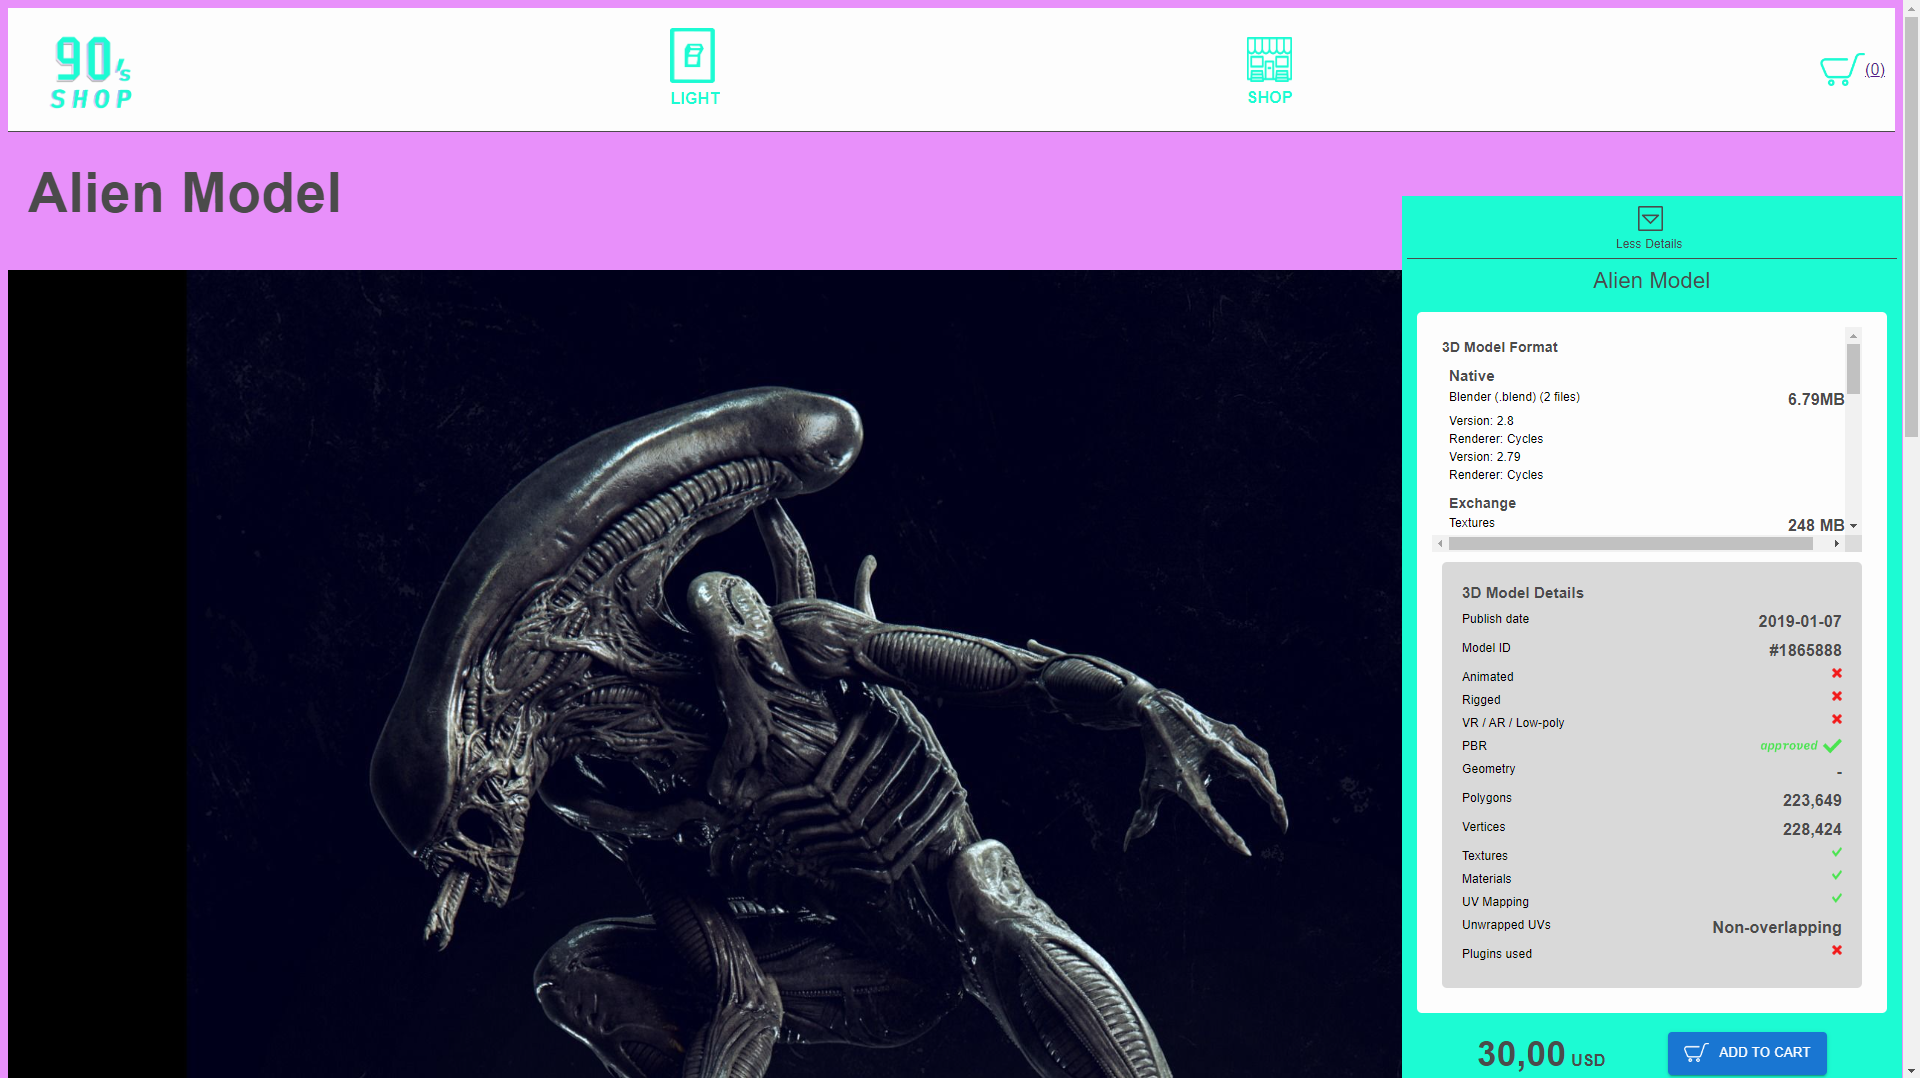 90's
SHOP
LIGHT
SHOP
(0)
Alien Model
Less Details
Alien Model
3D Model Format
Native
Blender (.blend) (2 files) 6.79MB
Version: 2.8
Renderer: Cycles
Version: 2.79
Renderer: Cycles
Exchange
Textures 248 MB
3D Model Details
Publish date 2019-01-07
Model ID #1865888
Animated
Rigged
VR / AR / Low-poly
PBR approved
Geometry -
Polygons 223,649
Vertices 228,424
Textures
Materials
UV Mapping
Unwrapped UVs Non-overlapping
Plugins used
30,00 USD
ADD TO CART